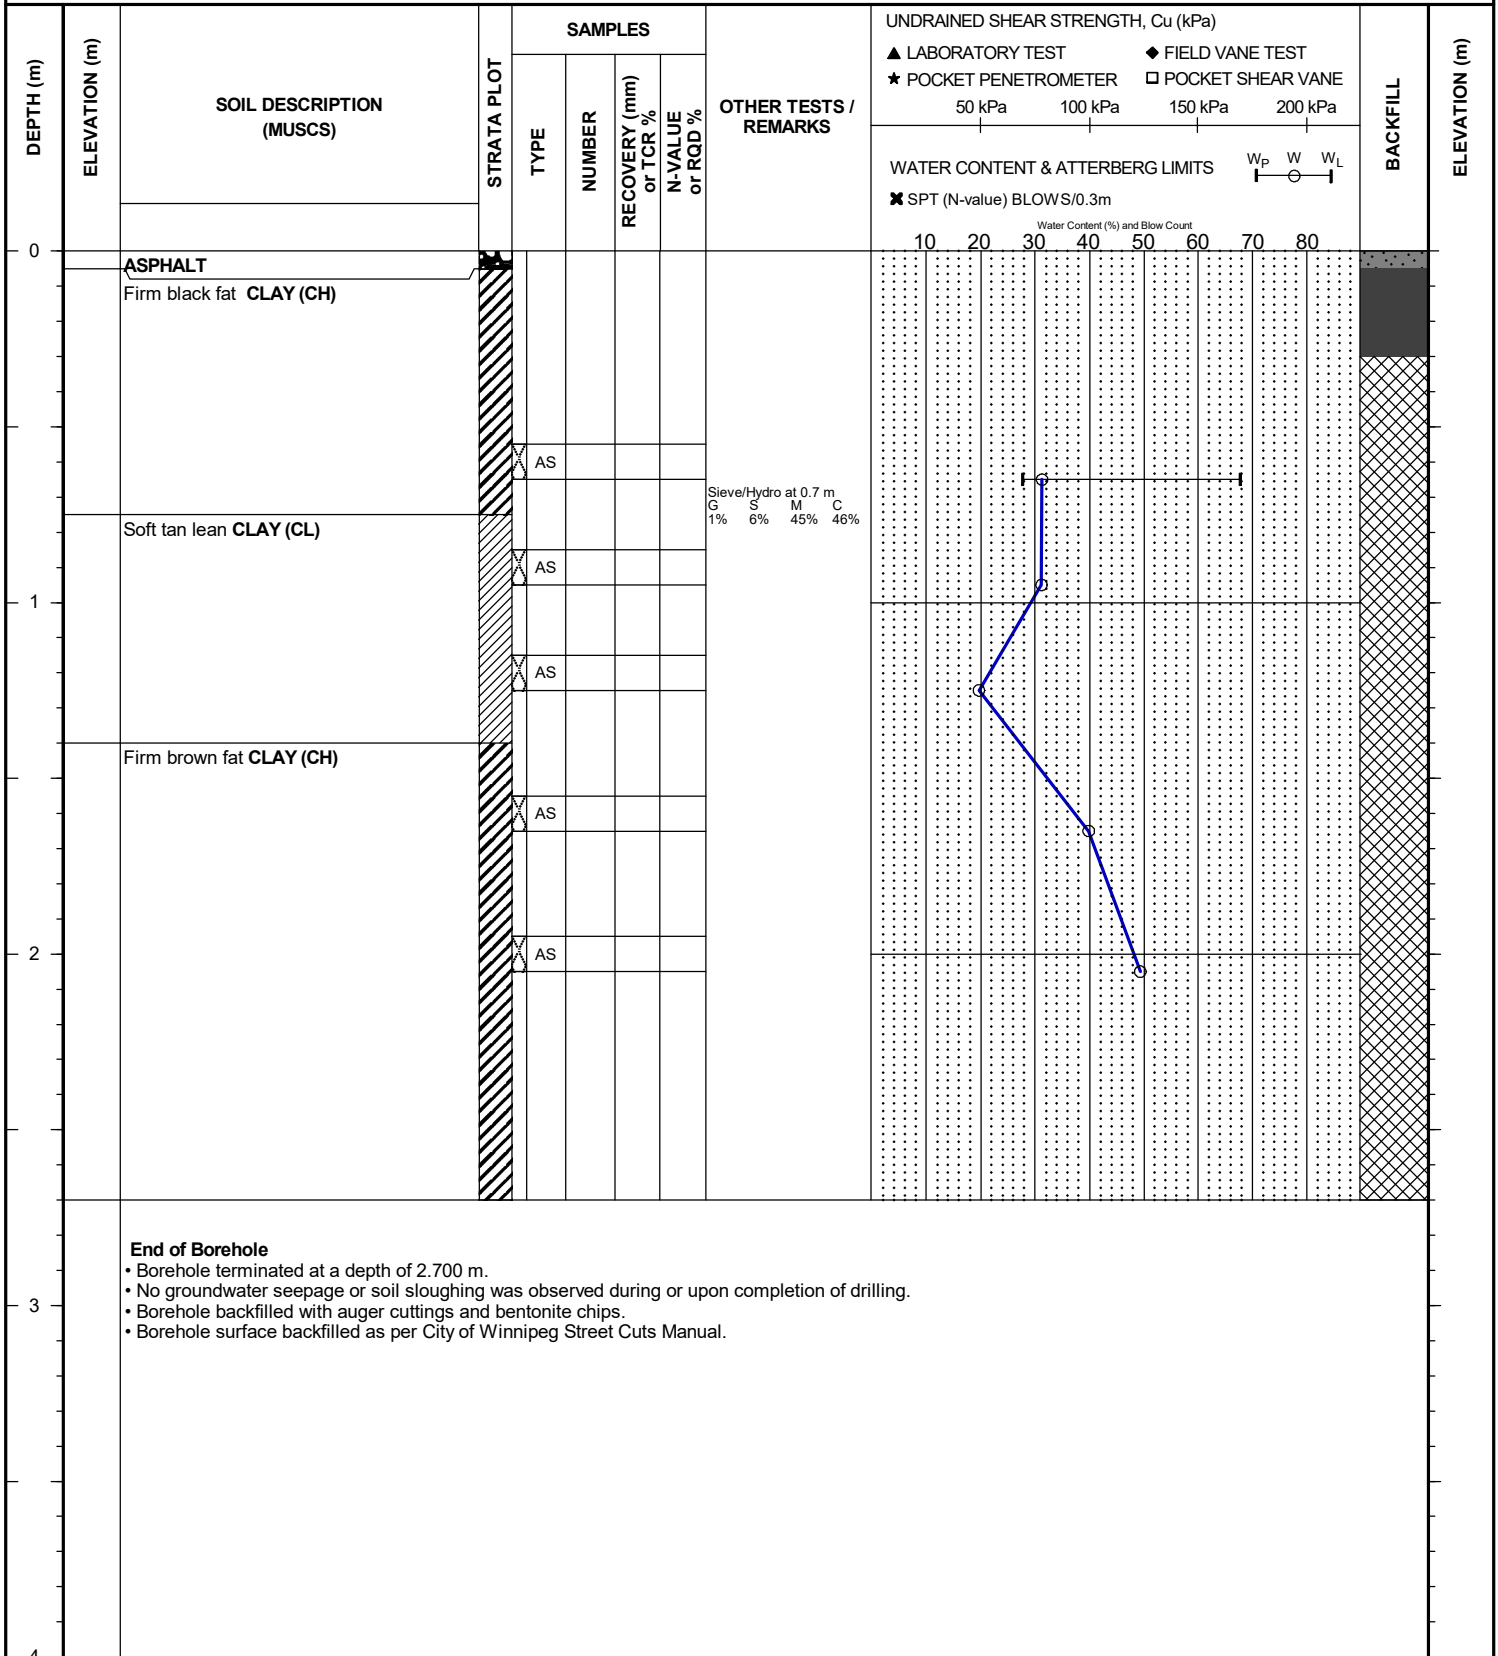 DEPTH (m)
ELEVATION (m)
SOIL DESCRIPTION
(MUSCS)
STRATA PLOT
SAMPLES
TYPE
NUMBER
RECOVERY (mm)
or TCR %
N-VALUE
or RQD %
OTHER TESTS /
REMARKS
UNDRAINED SHEAR STRENGTH, Cu (kPa)
▲ LABORATORY TEST ◆ FIELD VANE TEST
★ POCKET PENETROMETER □ POCKET SHEAR VANE
50 kPa 100 kPa 150 kPa 200 kPa
WATER CONTENT & ATTERBERG LIMITS WP W WL
✖ SPT (N-value) BLOWS/0.3m
Water Content (%) and Blow Count
10 20 30 40 50 60 70 80
BACKFILL
ELEVATION (m)
0
ASPHALT
Firm black fat CLAY (CH)
AS
Sieve/Hydro at 0.7 m
G S M C
1% 6% 45% 46%
Soft tan lean CLAY (CL)
AS
1
AS
Firm brown fat CLAY (CH)
AS
2
AS
End of Borehole
• Borehole terminated at a depth of 2.700 m.
• No groundwater seepage or soil sloughing was observed during or upon completion of drilling.
3
• Borehole backfilled with auger cuttings and bentonite chips.
• Borehole surface backfilled as per City of Winnipeg Street Cuts Manual.
4